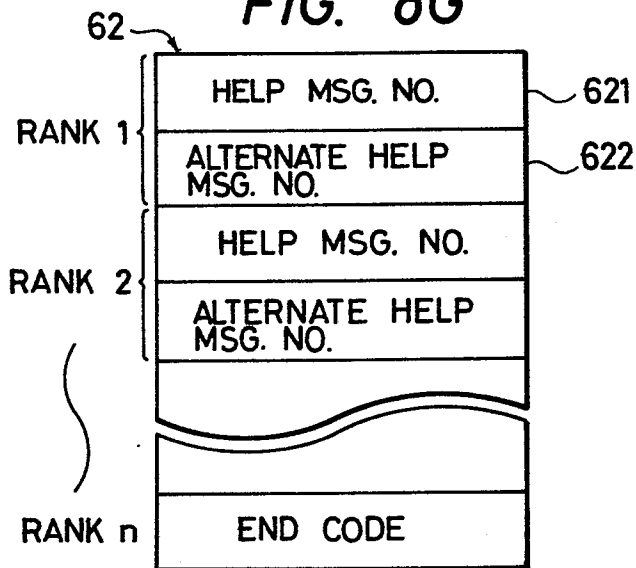 FIG. 6G
62
HELP MSG. NO.
621
RANK 1
ALTERNATE HELP
MSG. NO.
622
HELP MSG. NO.
RANK 2
ALTERNATE HELP
MSG. NO.
RANK n
END CODE